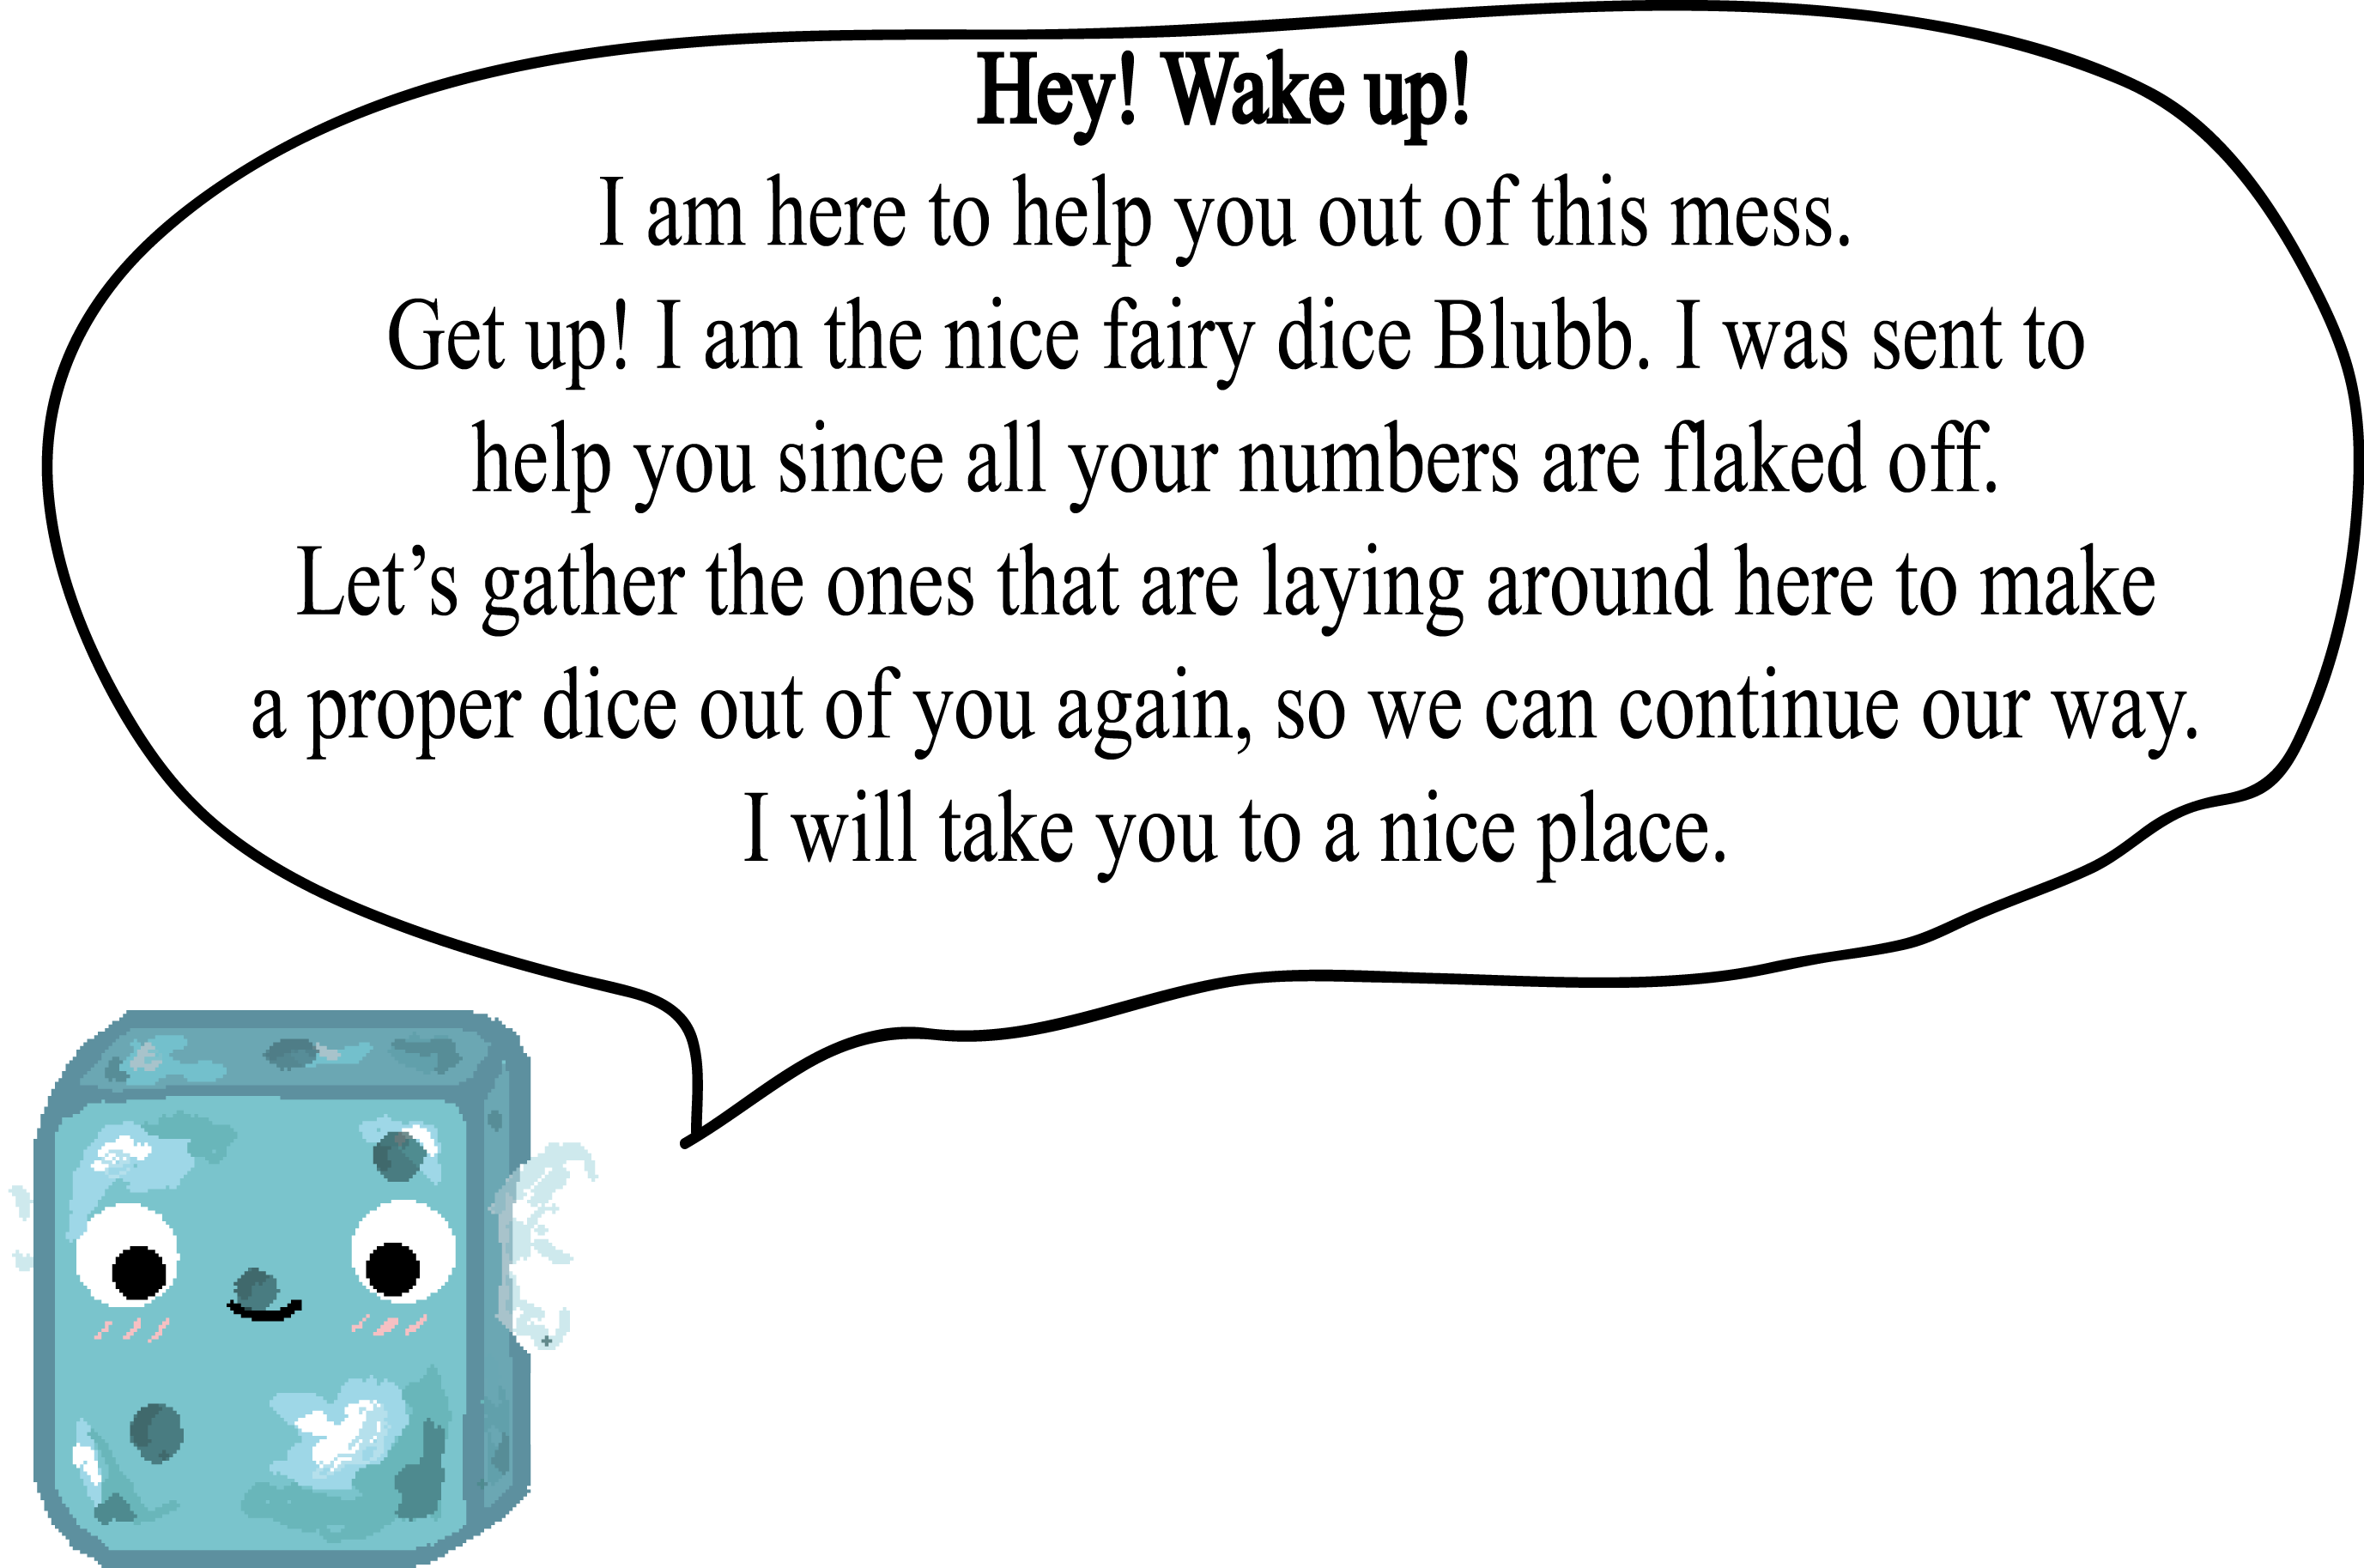 Hey! Wake up!
I am here to help you out of this mess.
Get up! I am the nice fairy dice Blubb. I was sent to
help you since all your numbers are flaked off.
Let’s gather the ones that are laying around here to make
a proper dice out of you again, so we can continue our way.
I will take you to a nice place.